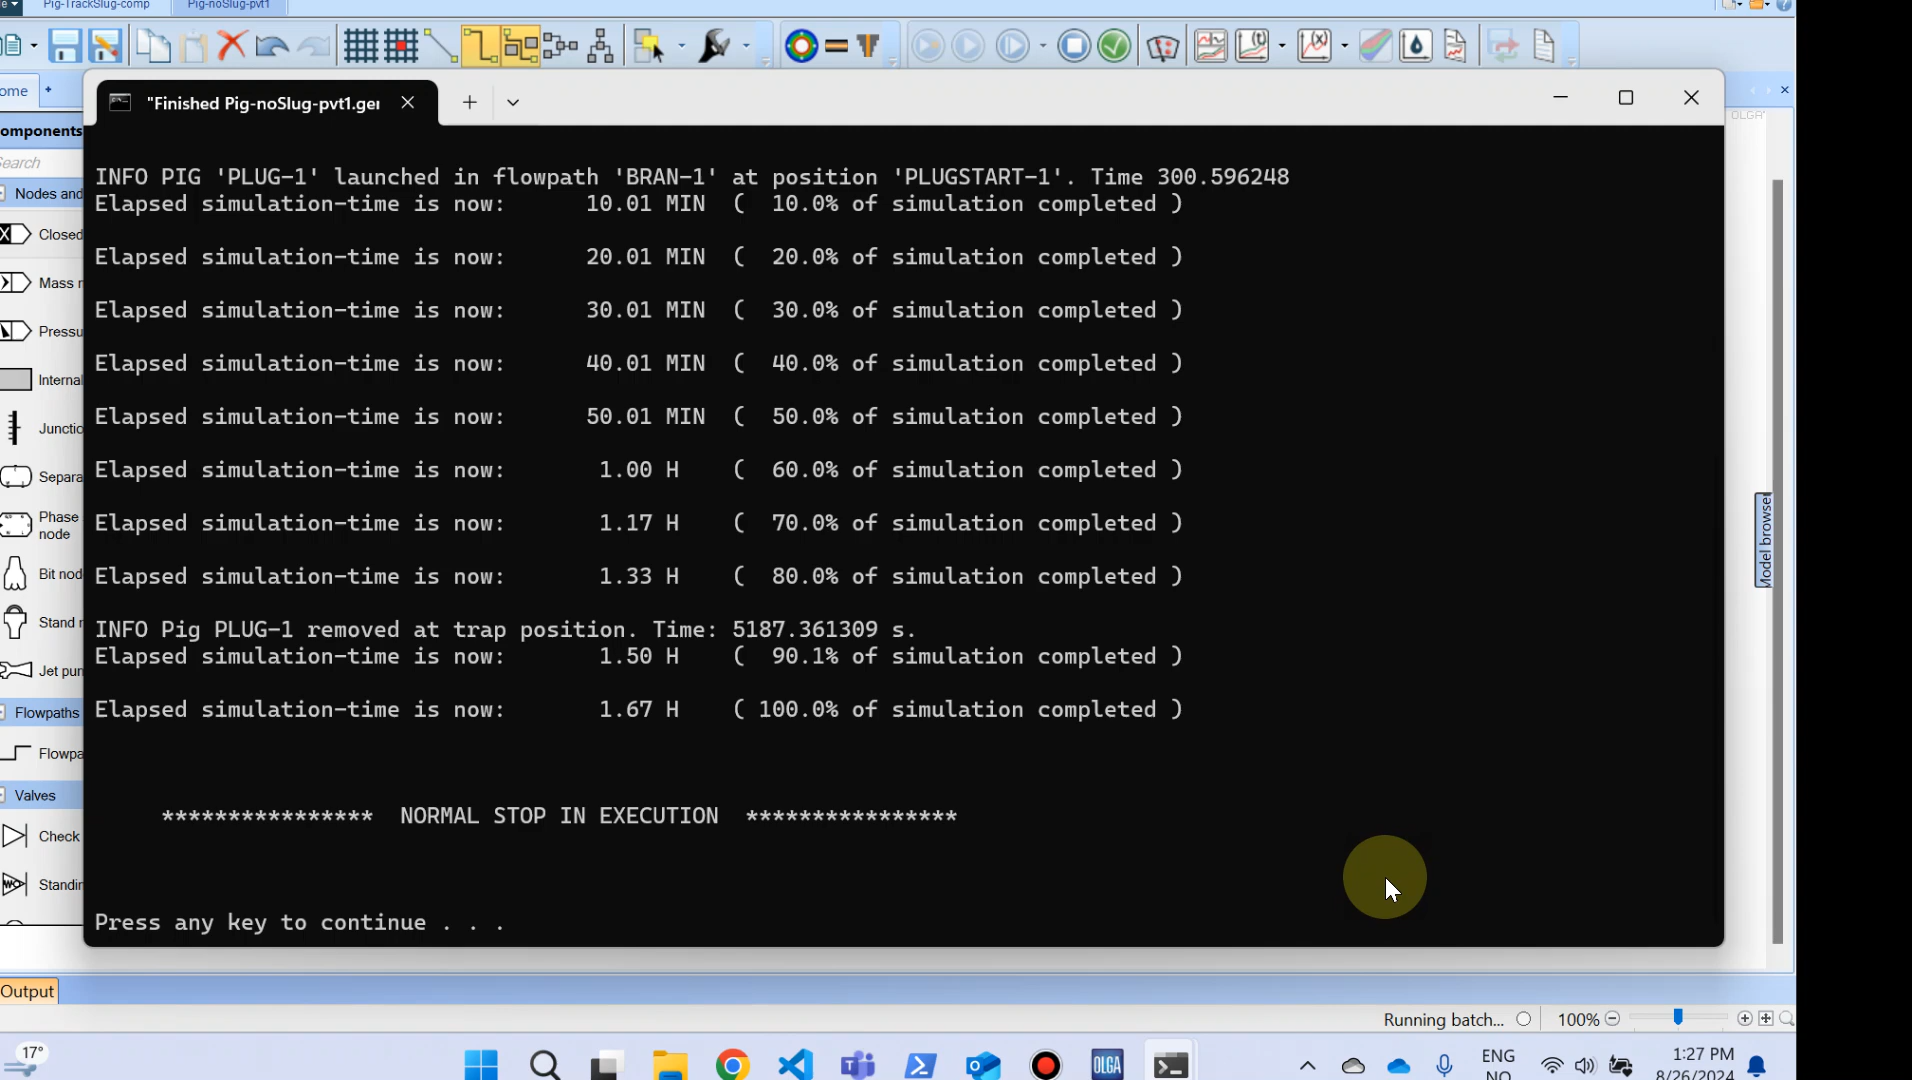 Pig-TrackSlug-comp
Pig-noSlug-pvt1
ome
OLGA
"Finished Pig-noSlug-pvt1.gen
omponents
earch
Nodes and
Closed
Mass
Pressu
Internal
Junctio
Separa
Phase
node
Bit nod
Stand
Jet pu
Flowpaths
Flowpa
Valves
Check
Standi
INFO PIG 'PLUG-1' launched in flowpath 'BRAN-1' at position 'PLUGSTART-1'. Time 300.596248
Elapsed simulation-time is now: 10.01 MIN ( 10.0% of simulation completed )
Elapsed simulation-time is now: 20.01 MIN ( 20.0% of simulation completed )
Elapsed simulation-time is now: 30.01 MIN ( 30.0% of simulation completed )
Elapsed simulation-time is now: 40.01 MIN ( 40.0% of simulation completed )
Elapsed simulation-time is now: 50.01 MIN ( 50.0% of simulation completed )
Elapsed simulation-time is now: 1.00 H ( 60.0% of simulation completed )
Elapsed simulation-time is now: 1.17 H ( 70.0% of simulation completed )
Elapsed simulation-time is now: 1.33 H ( 80.0% of simulation completed )
INFO Pig PLUG-1 removed at trap position. Time: 5187.361309 s.
Elapsed simulation-time is now: 1.50 H ( 90.1% of simulation completed )
Elapsed simulation-time is now: 1.67 H ( 100.0% of simulation completed )
**************** NORMAL STOP IN EXECUTION ****************
Press any key to continue . . .
Model browser
Output
Running batch...
100%
17°
OLGA
ENG
NO
1:27 PM
8/26/2024